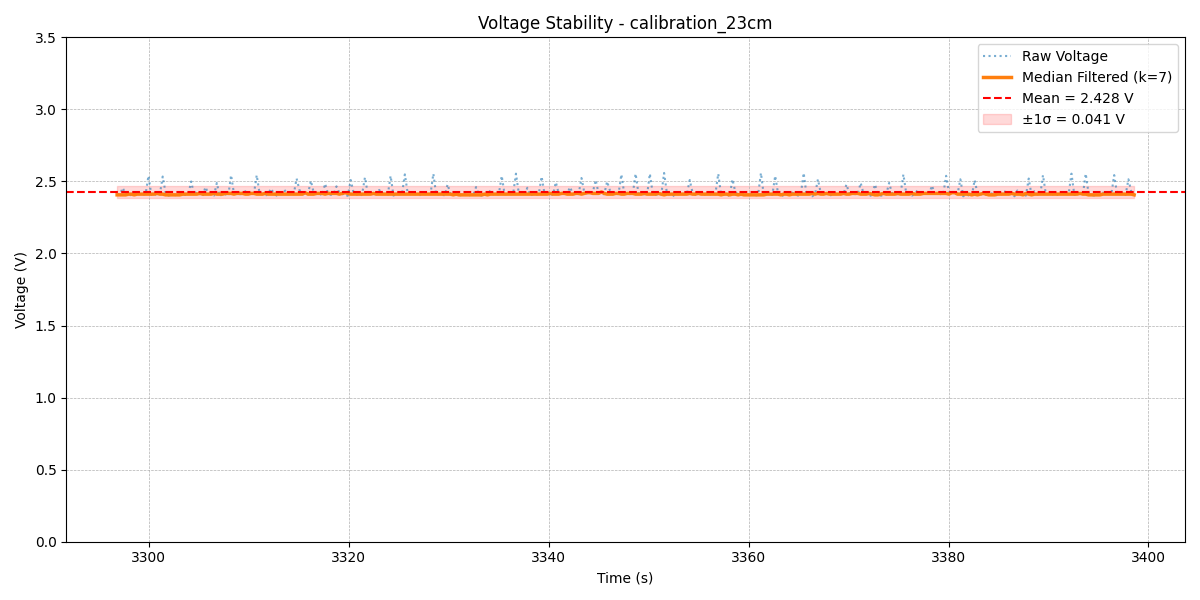 Voltage Stability - calibration_23cm
Raw Voltage
Median Filtered (k=7)
Mean = 2.428 V
±1σ = 0.041 V
Voltage (V)
3.5
3.0
2.5
2.0
1.5
1.0
0.5
0.0
3300 3320 3340 3360 3380 3400
Time (s)